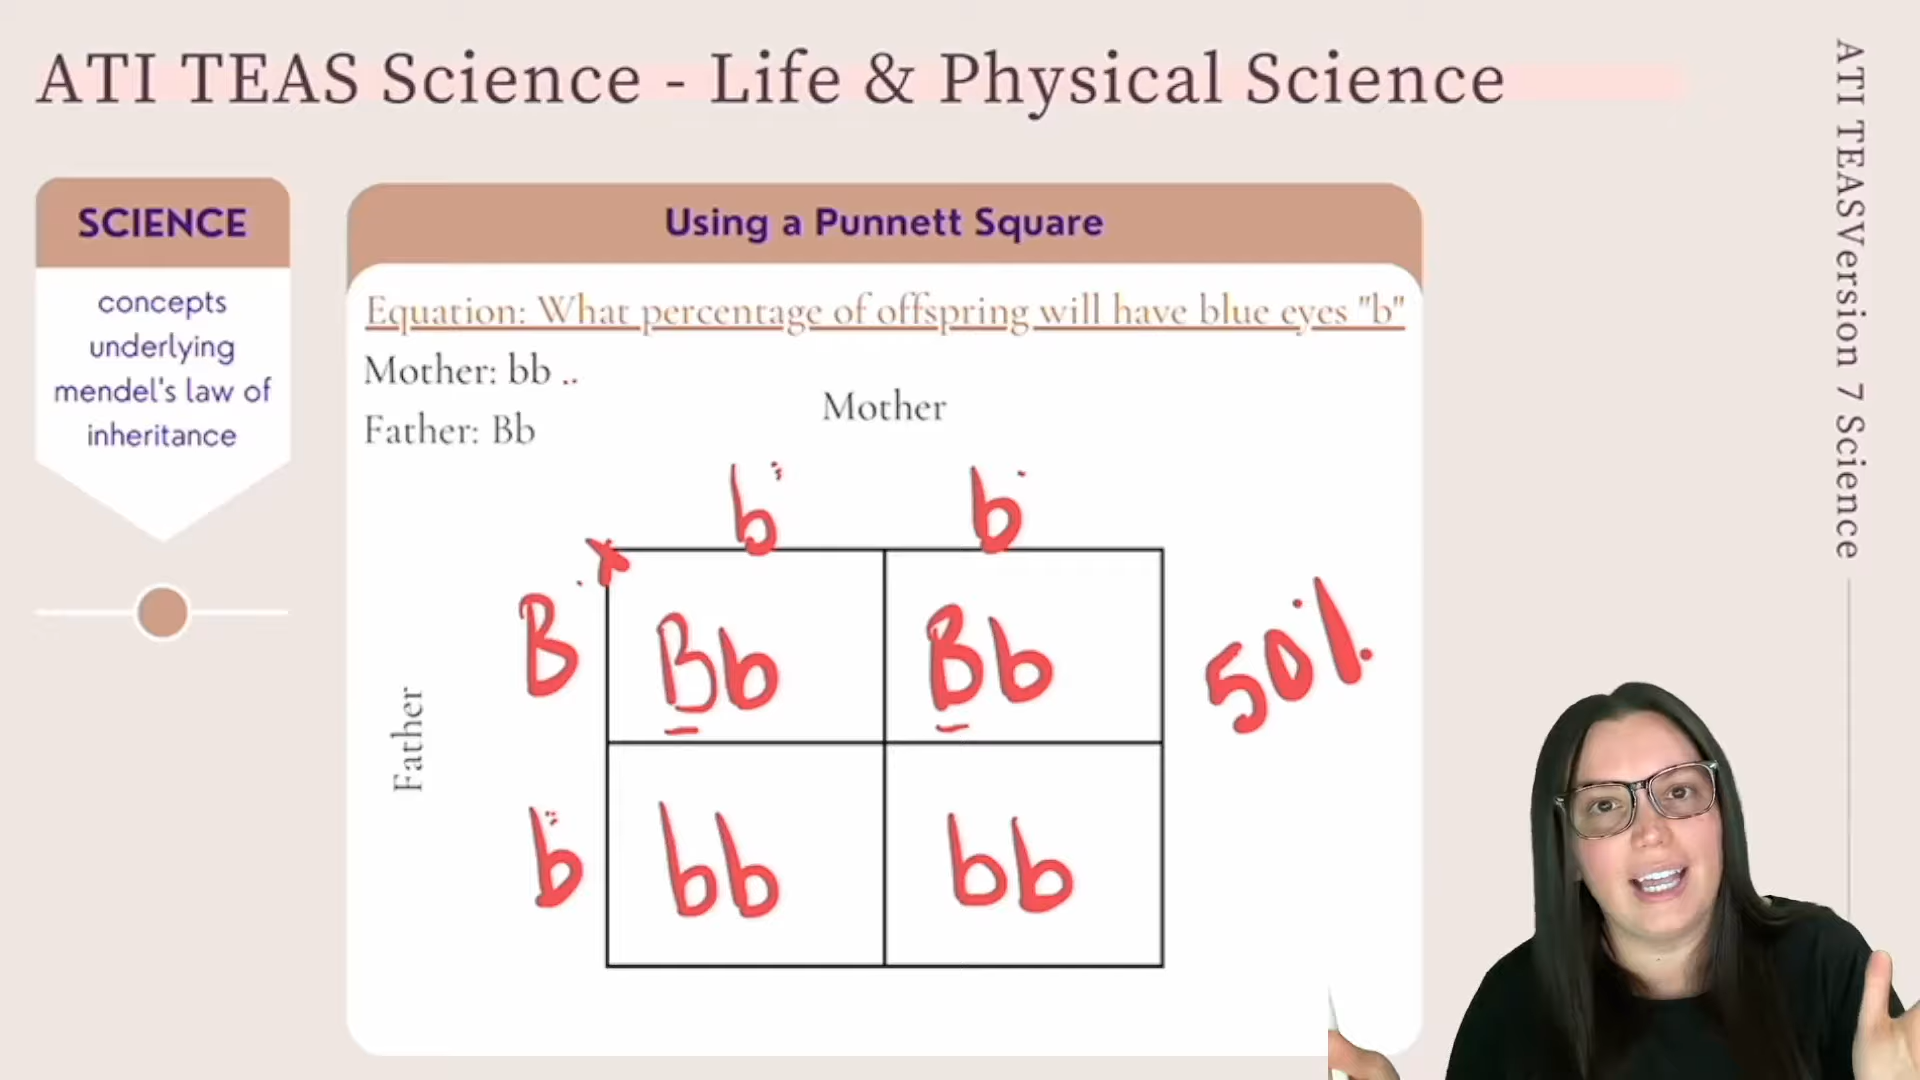 ATI TEAS Science - Life & Physical Science
ATI TEASVersion 7 Science
SCIENCE
concepts
underlying
mendel's law of
inheritance
Using a Punnett Square
Equation: What percentage of offspring will have blue eyes "b"
Mother: bb ..
Father: Bb
Mother
Father
b b
B Bb Bb 50%
b bb bb